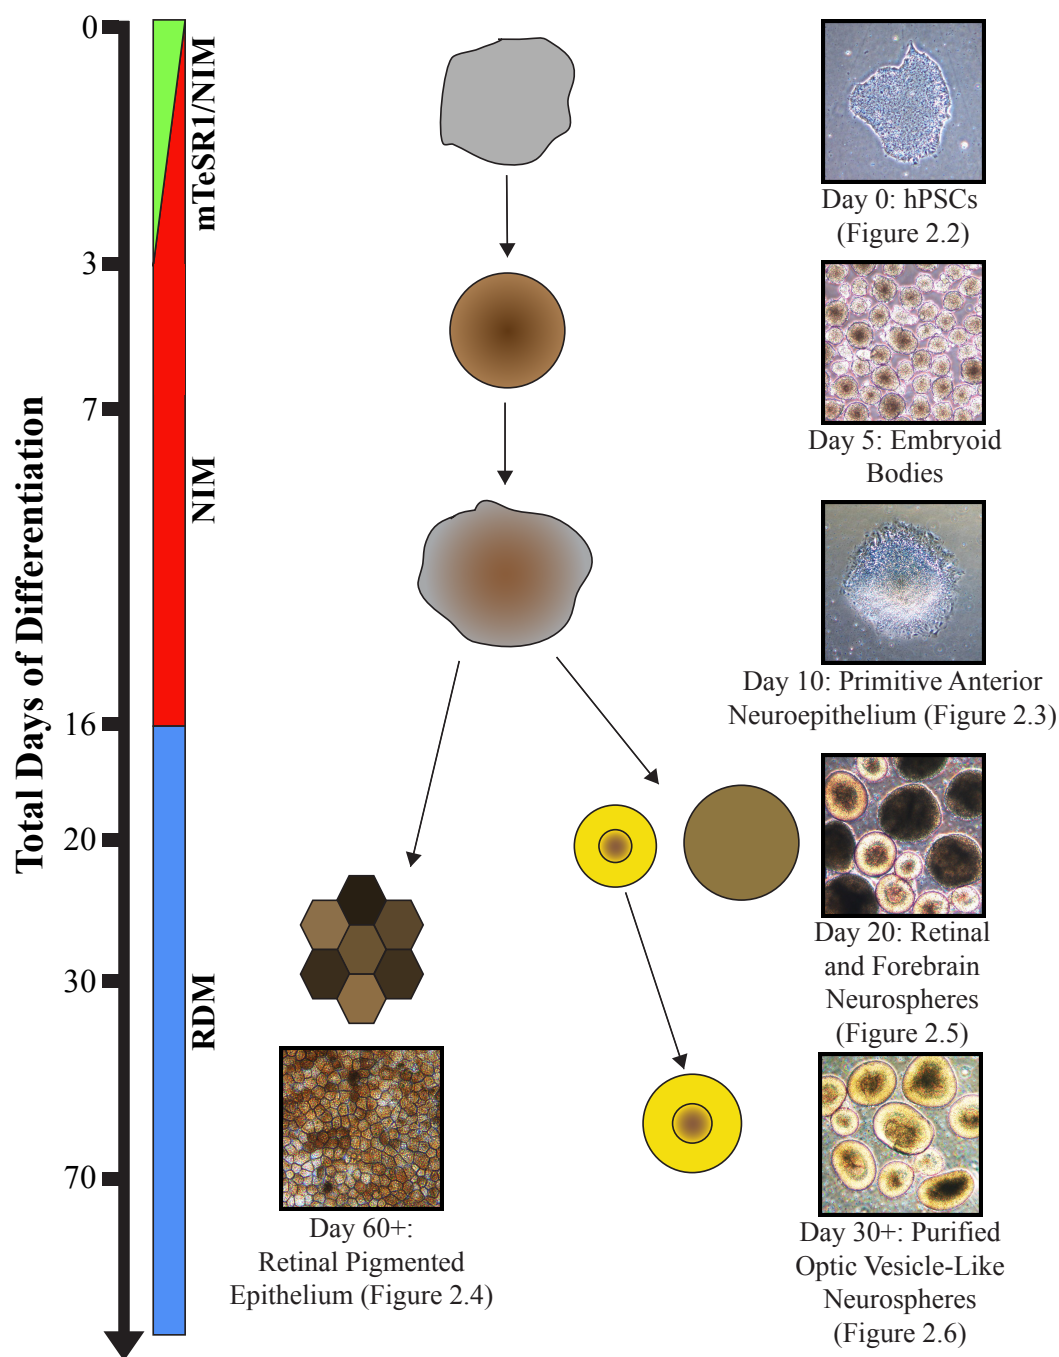 Total Days of Differentiation
0
3
7
16
20
30
70
mTeSR1/NIM
NIM
RDM
Day 0: hPSCs
(Figure 2.2)
Day 5: Embryoid
Bodies
Day 10: Primitive Anterior
Neuroepithelium (Figure 2.3)
Day 20: Retinal
and Forebrain
Neurospheres
(Figure 2.5)
Day 60+:
Retinal Pigmented
Epithelium (Figure 2.4)
Day 30+: Purified
Optic Vesicle-Like
Neurospheres
(Figure 2.6)